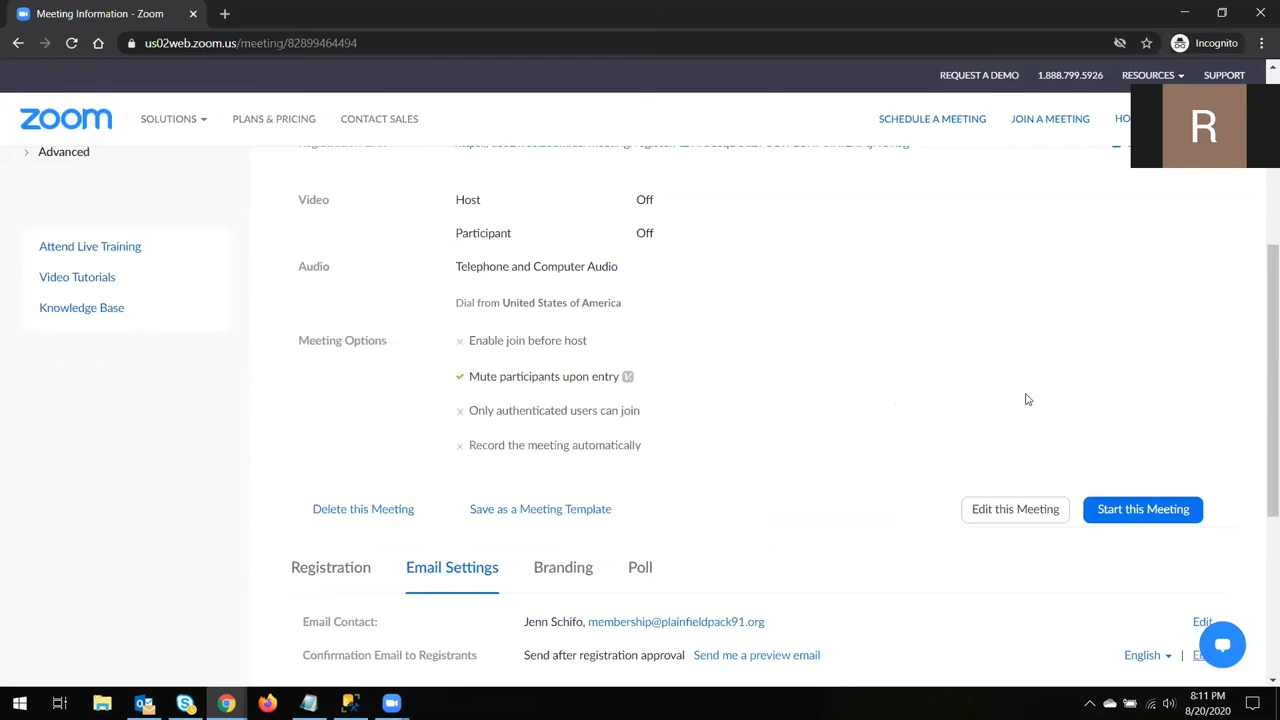 Meeting Information - Zoom
us02web.zoom.us/meeting/82899464494
Incognito
REQUEST A DEMO 1.888.799.5926 RESOURCES SUPPORT
zoom SOLUTIONS PLANS & PRICING CONTACT SALES SCHEDULE A MEETING JOIN A MEETING HO
R
Advanced
Video Host Off
Participant Off
Attend Live Training
Audio Telephone and Computer Audio
Video Tutorials
Dial from United States of America
Knowledge Base
Meeting Options Enable join before host
Mute participants upon entry
Only authenticated users can join
Record the meeting automatically
Delete this Meeting Save as a Meeting Template Edit this Meeting Start this Meeting
Registration Email Settings Branding Poll
Email Contact: Jenn Schifo, membership@plainfieldpack91.org Edit
Confirmation Email to Registrants Send after registration approval Send me a preview email English |
8:11 PM
8/20/2020